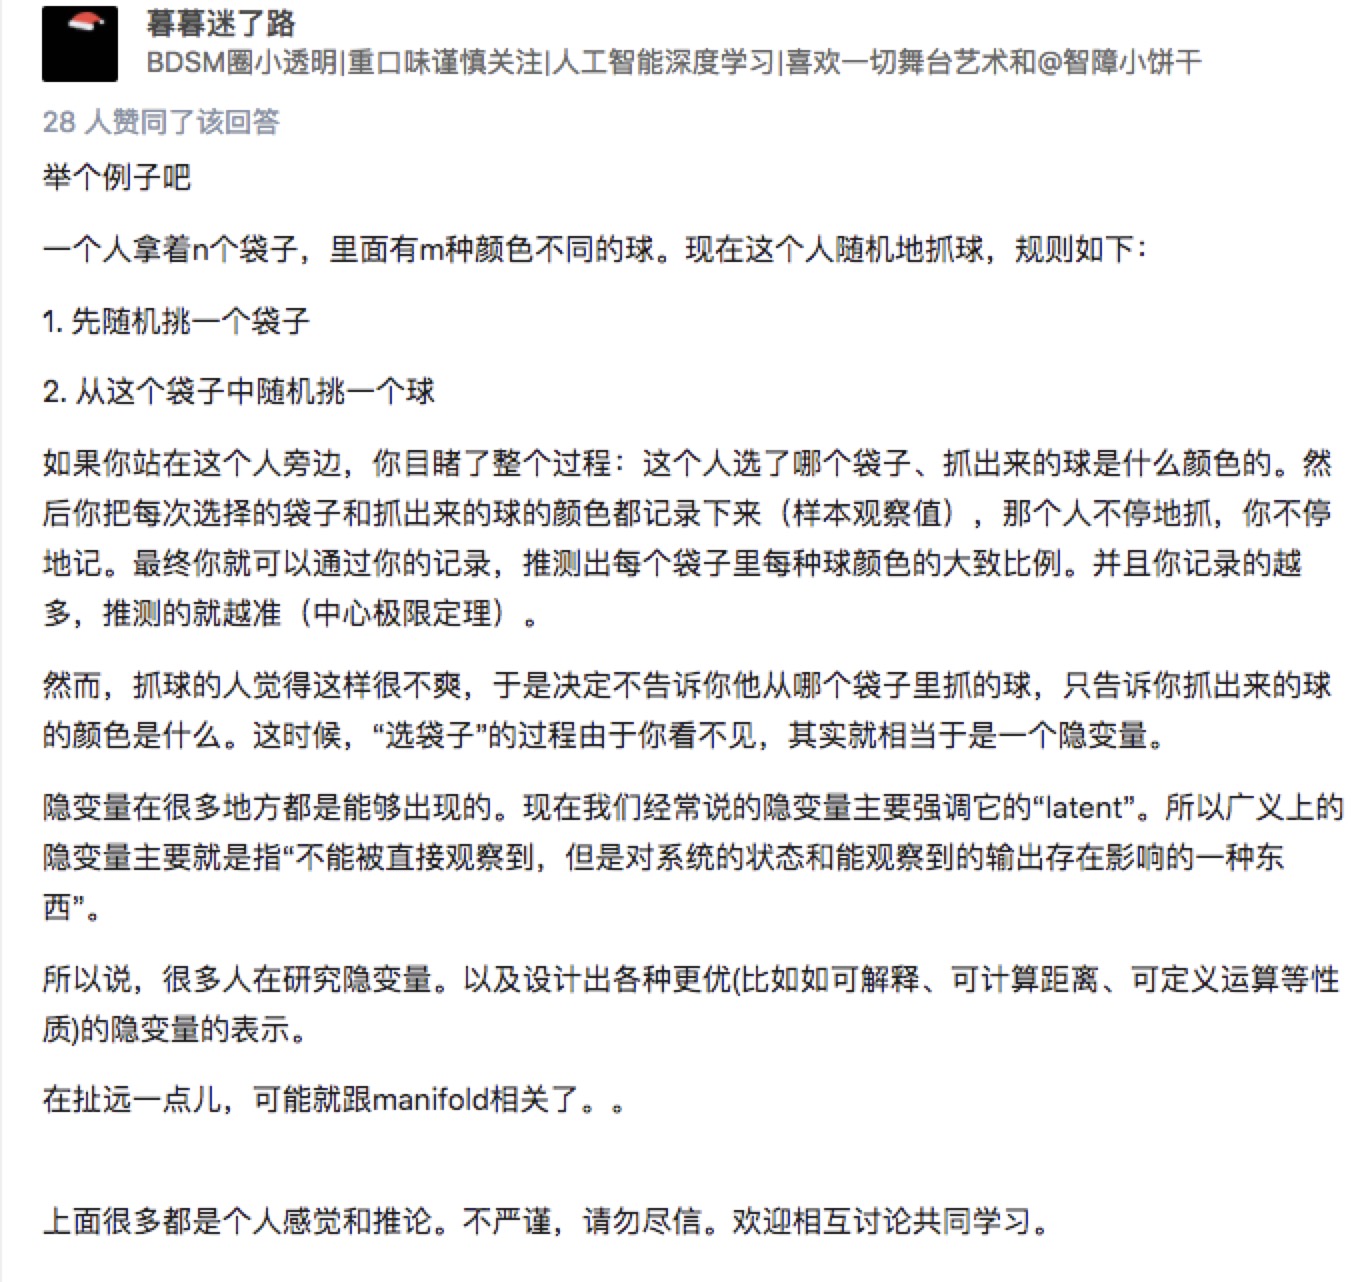 暮暮迷了路
BDSM圈小透明|重口味谨慎关注|人工智能深度学习|喜欢一切舞台艺术和@智障小饼干
28 人赞同了该回答
举个例子吧
一个人拿着n个袋子，里面有m种颜色不同的球。现在这个人随机地抓球，规则如下：
1. 先随机挑一个袋子
2. 从这个袋子中随机挑一个球
如果你站在这个人旁边，你目睹了整个过程：这个人选了哪个袋子、抓出来的球是什么颜色的。然
后你把每次选择的袋子和抓出来的球的颜色都记录下来（样本观察值），那个人不停地抓，你不停
地记。最终你就可以通过你的记录，推测出每个袋子里每种球颜色的大致比例。并且你记录的越
多，推测的就越准（中心极限定理）。
然而，抓球的人觉得这样很不爽，于是决定不告诉你他从哪个袋子里抓的球，只告诉你抓出来的球
的颜色是什么。这时候，“选袋子”的过程由于你看不见，其实就相当于是一个隐变量。
隐变量在很多地方都是能够出现的。现在我们经常说的隐变量主要强调它的“latent”。所以广义上的
隐变量主要就是指“不能被直接观察到，但是对系统的状态和能观察到的输出存在影响的一种东
西”。
所以说，很多人在研究隐变量。以及设计出各种更优(比如如可解释、可计算距离、可定义运算等性
质)的隐变量的表示。
在扯远一点儿，可能就跟manifold相关了。。
上面很多都是个人感觉和推论。不严谨，请勿尽信。欢迎相互讨论共同学习。